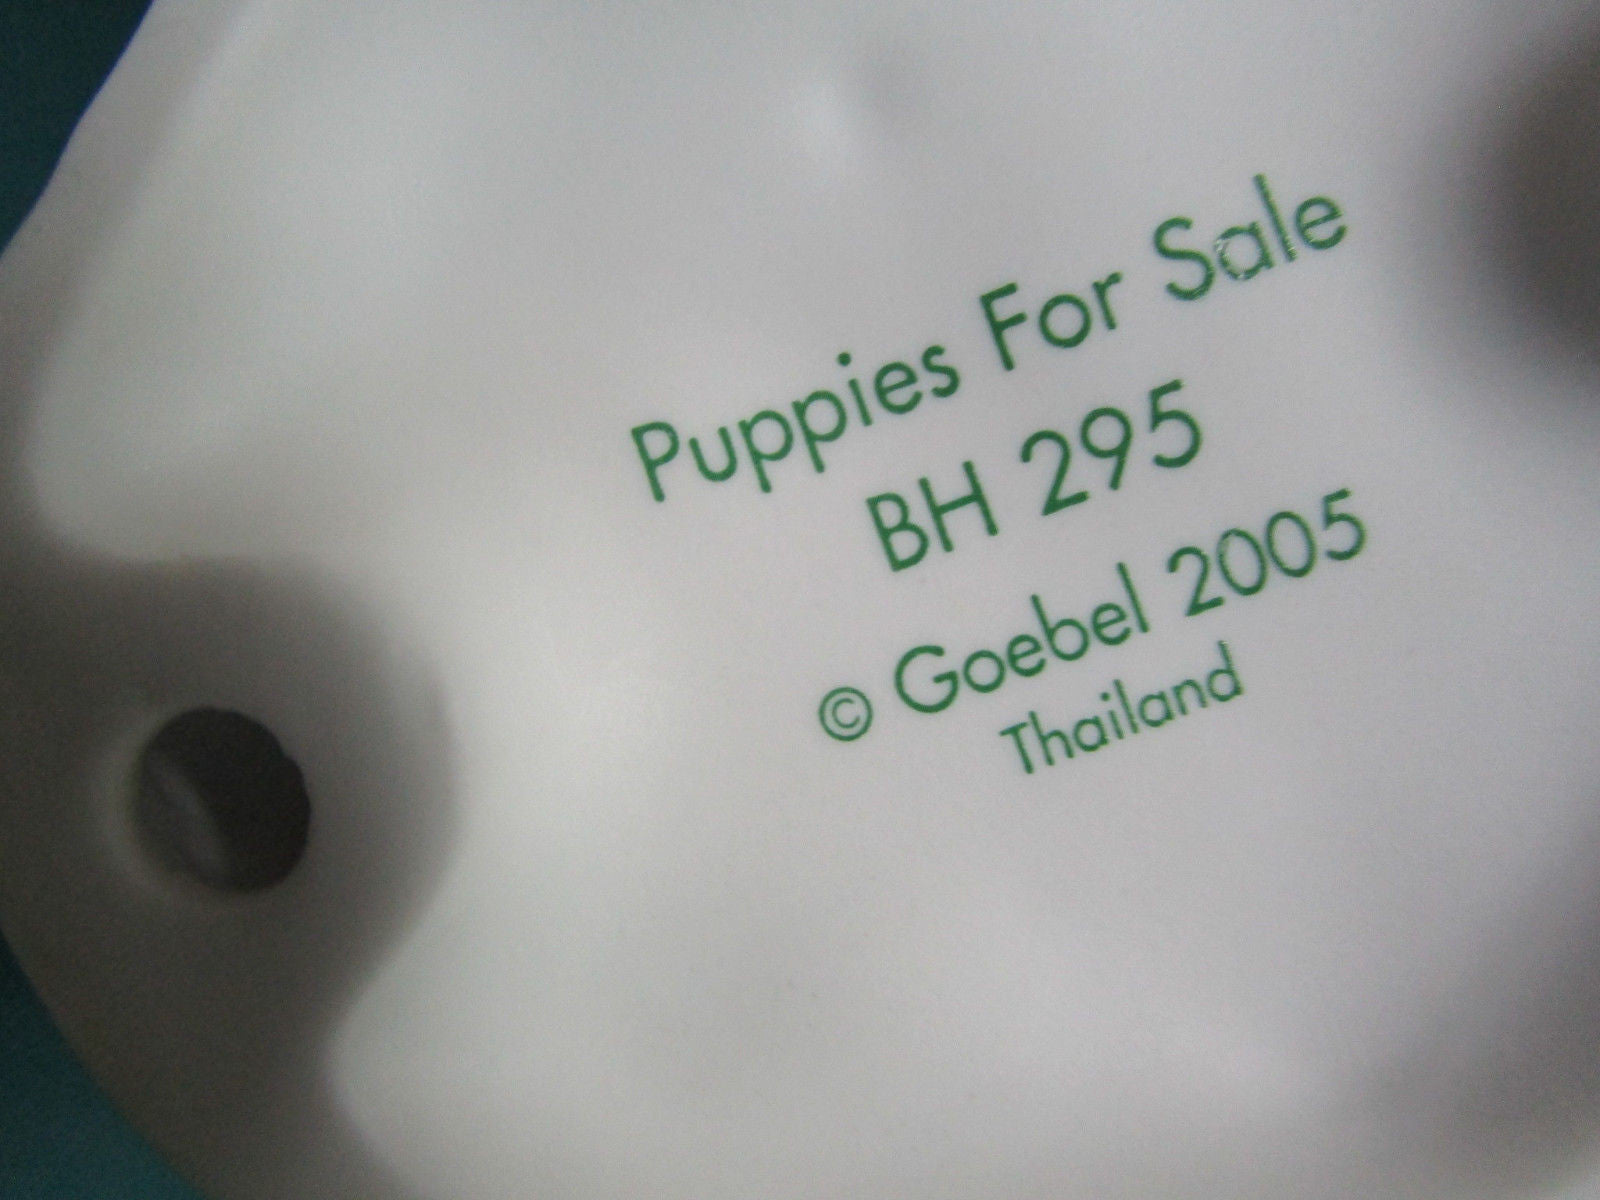 Puppies For Sale
BH 295
© Goebel 2005
Thailand